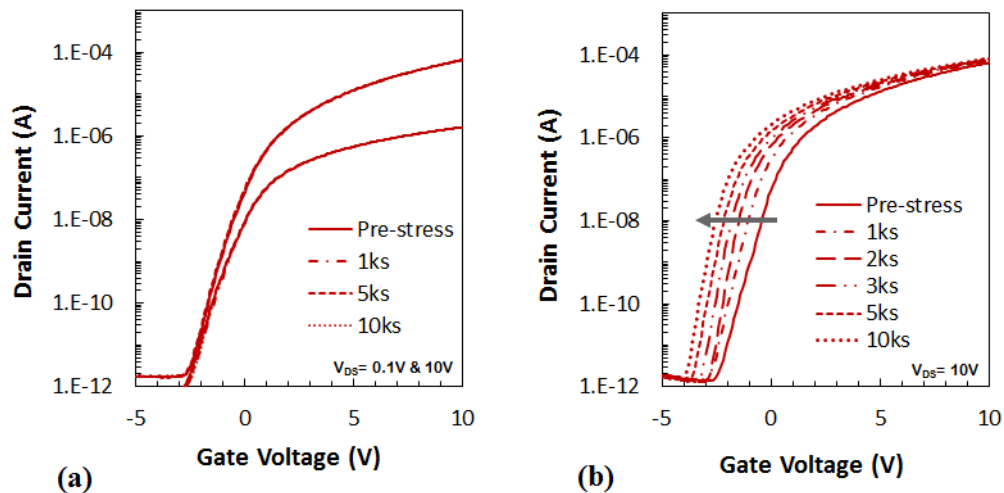 1.E-04
1.E-06
1.E-08
1.E-10
1.E-12
Drain Current (A)
Pre-stress
1ks
5ks
10ks
VDS= 0.1V & 10V
-5 0 5 10
Gate Voltage (V)
(a)
1.E-04
1.E-06
1.E-08
1.E-10
1.E-12
Drain Current (A)
Pre-stress
1ks
2ks
3ks
5ks
10ks
VDS= 10V
-5 0 5 10
Gate Voltage (V)
(b)